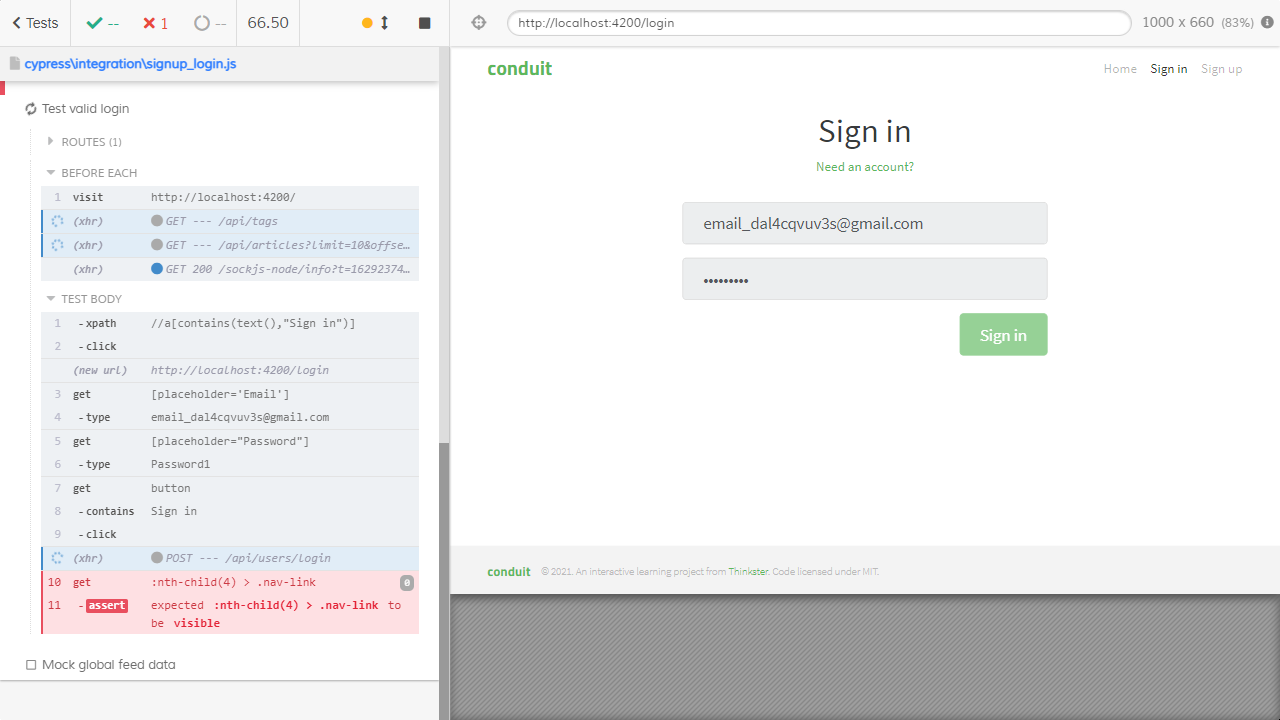 Tests
--
1
--
66.50
http://localhost:4200/login
1000 x 660 (83%)
cypress\integration\signup_login.js
Test valid login
ROUTES (1)
BEFORE EACH
1 visit http://localhost:4200/
(xhr) GET --- /api/tags
(xhr) GET --- /api/articles?limit=10&offse…
(xhr) GET 200 /sockjs-node/info?t=16292374…
TEST BODY
1 -xpath //a[contains(text(),"Sign in")]
2 -click
(new url) http://localhost:4200/login
3 get [placeholder='Email']
4 -type email_dal4cqvuv3s@gmail.com
5 get [placeholder="Password"]
6 -type Password1
7 get button
8 -contains Sign in
9 -click
(xhr) POST --- /api/users/login
10 get :nth-child(4) > .nav-link 0
11 -assert expected :nth-child(4) > .nav-link to
be visible
Mock global feed data
conduit
Home Sign in Sign up
Sign in
Need an account?
email_dal4cqvuv3s@gmail.com
•••••••••
Sign in
conduit © 2021. An interactive learning project from Thinkster. Code licensed under MIT.